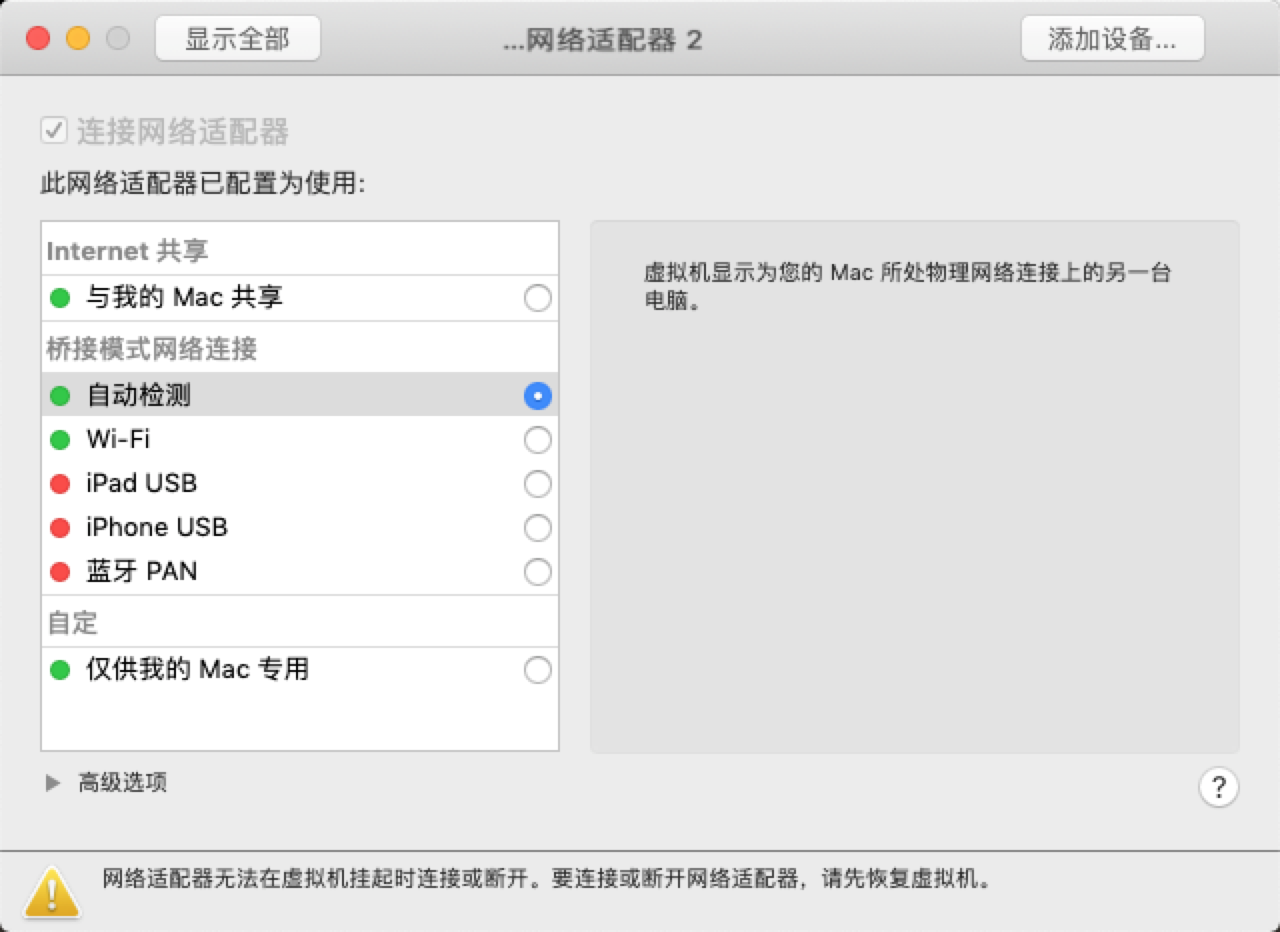 显示全部
...网络适配器 2
添加设备...
连接网络适配器
此网络适配器已配置为使用:
Internet 共享
与我的 Mac 共享
桥接模式网络连接
自动检测
Wi-Fi
iPad USB
iPhone USB
蓝牙 PAN
自定
仅供我的 Mac 专用
虚拟机显示为您的 Mac 所处物理网络连接上的另一台
电脑。
高级选项
?
网络适配器无法在虚拟机挂起时连接或断开。要连接或断开网络适配器，请先恢复虚拟机。